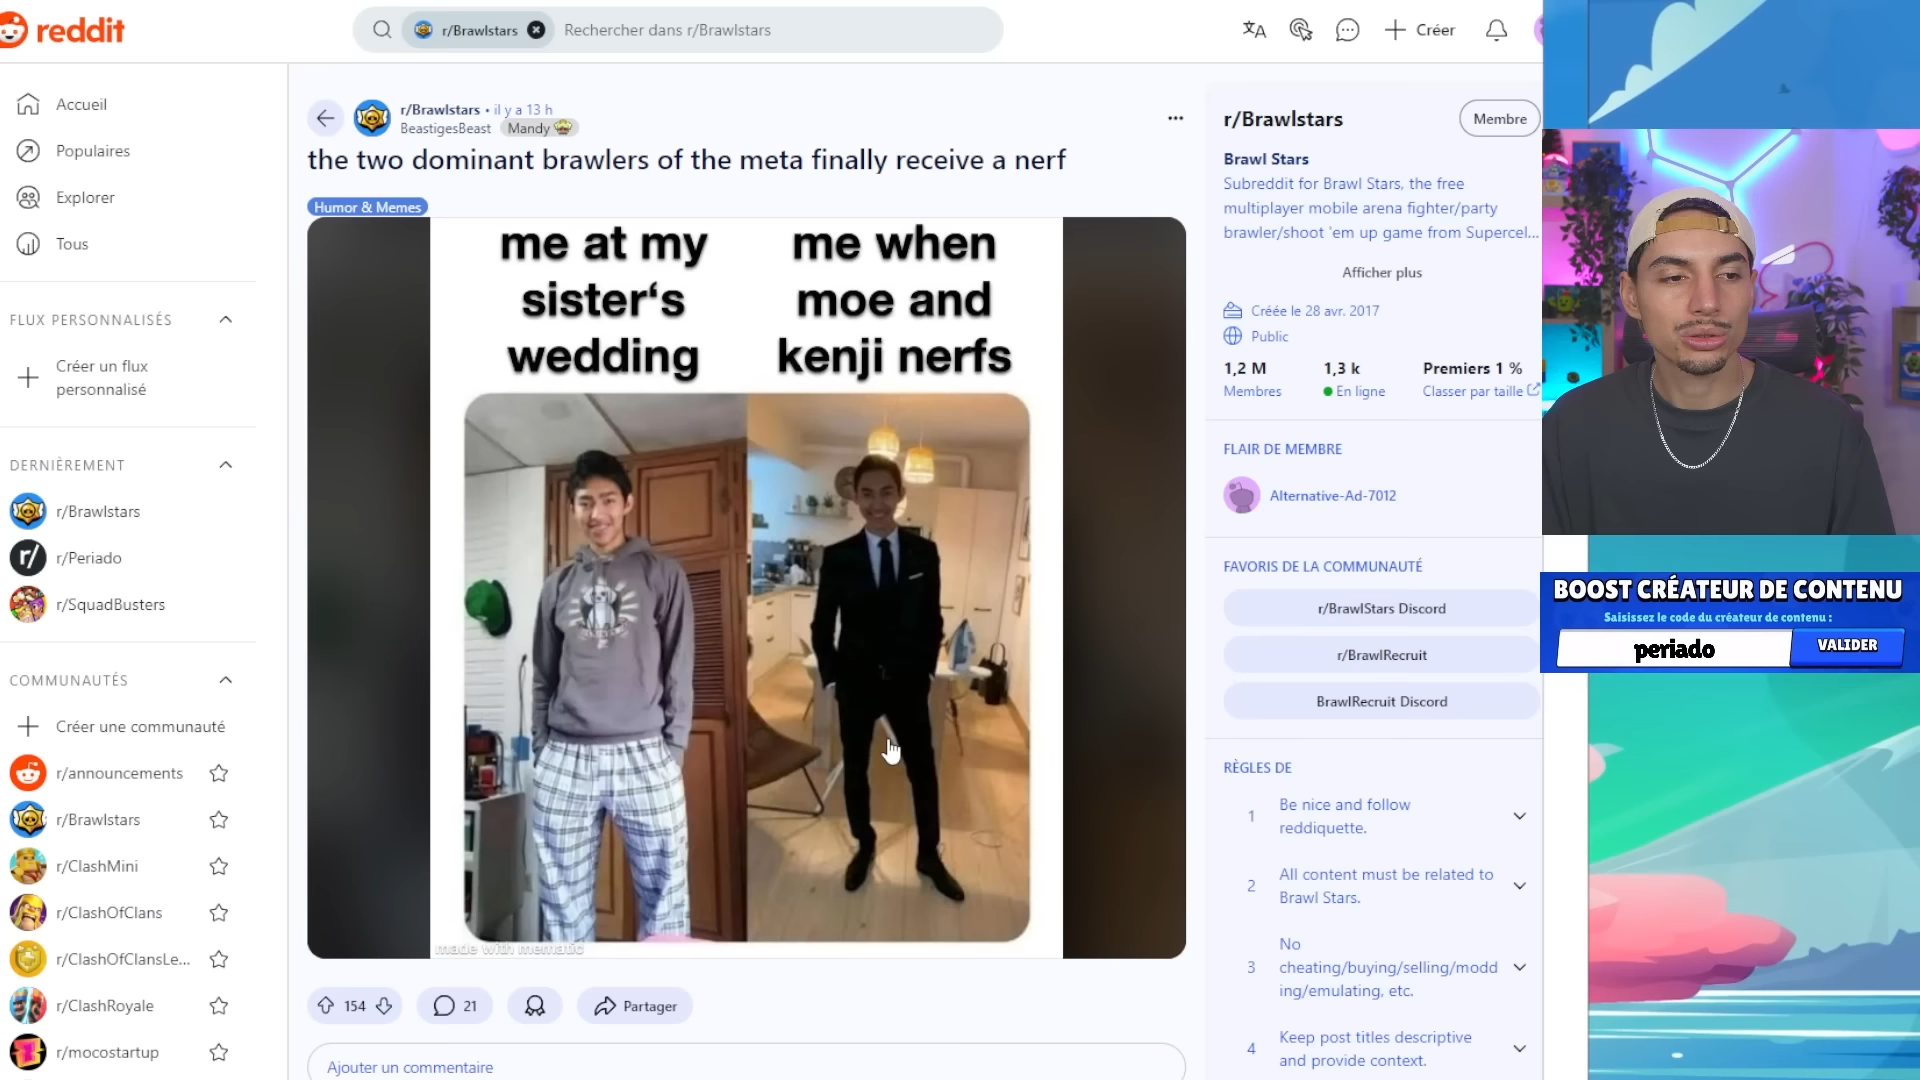 reddit
r/Brawlstars
Rechercher dans r/Brawlstars
Créer
Accueil
Populaires
Explorer
Tous
FLUX PERSONNALISÉS
Créer un flux
personnalisé
DERNIÈREMENT
r/Brawlstars
r/Periado
r/SquadBusters
COMMUNAUTÉS
Créer une communauté
r/announcements
r/Brawlstars
r/ClashMini
r/ClashOfClans
r/ClashOfClansLe...
r/ClashRoyale
r/mocostartup
r/Brawlstars • il y a 13 h
BeastigesBeast Mandy
the two dominant brawlers of the meta finally receive a nerf
Humor & Memes
me at my
sister's
wedding
me when
moe and
kenji nerfs
made with mematic
154
21
Partager
Ajouter un commentaire
r/Brawlstars
Membre
Brawl Stars
Subreddit for Brawl Stars, the free
multiplayer mobile arena fighter/party
brawler/shoot 'em up game from Supercel...
Afficher plus
Créée le 28 avr. 2017
Public
1,2 M
Membres
1,3 k
En ligne
Premiers 1 %
Classer par taille
FLAIR DE MEMBRE
Alternative-Ad-7012
FAVORIS DE LA COMMUNAUTÉ
r/BrawlStars Discord
r/BrawlRecruit
BrawlRecruit Discord
RÈGLES DE
1
Be nice and follow
reddiquette.
2
All content must be related to
Brawl Stars.
3
No
cheating/buying/selling/modd
ing/emulating, etc.
4
Keep post titles descriptive
and provide context.
BOOST CRÉATEUR DE CONTENU
Saisissez le code du créateur de contenu :
periado
VALIDER